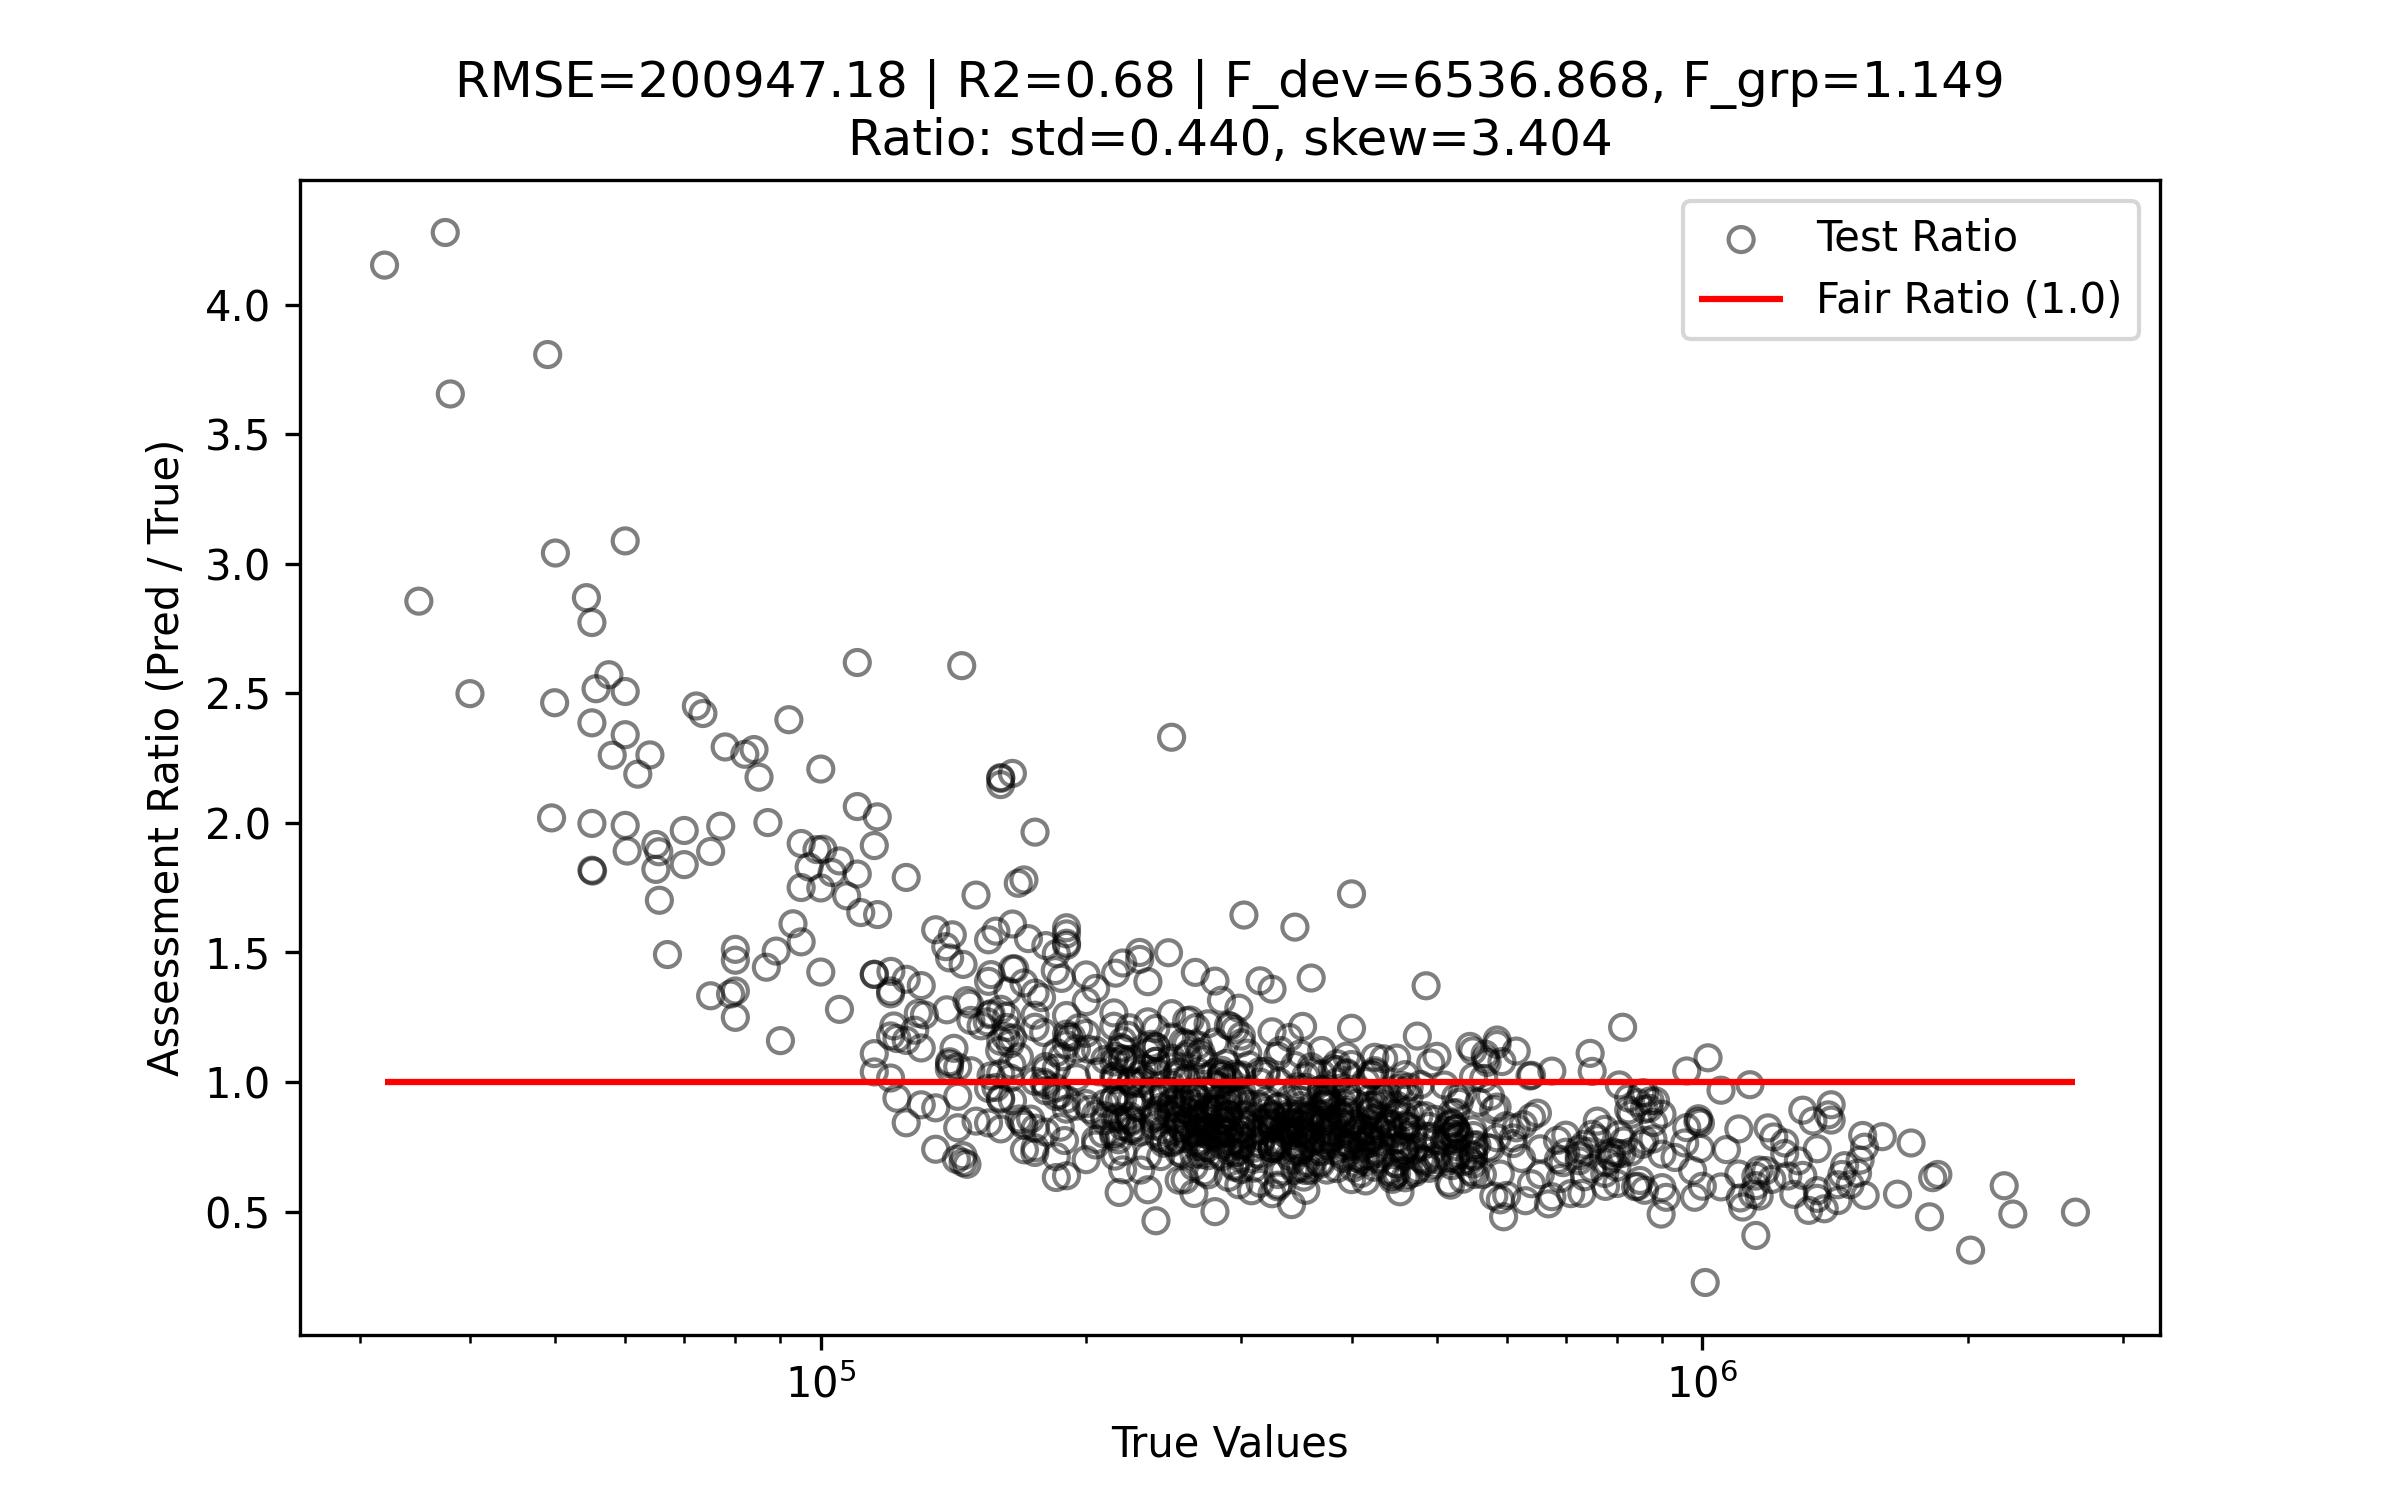 RMSE=200947.18 | R2=0.68 | F_dev=6536.868, F_grp=1.149
Ratio: std=0.440, skew=3.404
Test Ratio
Fair Ratio (1.0)
Assessment Ratio (Pred / True)
4.0
3.5
3.0
2.5
2.0
1.5
1.0
0.5
10⁵
10⁶
True Values